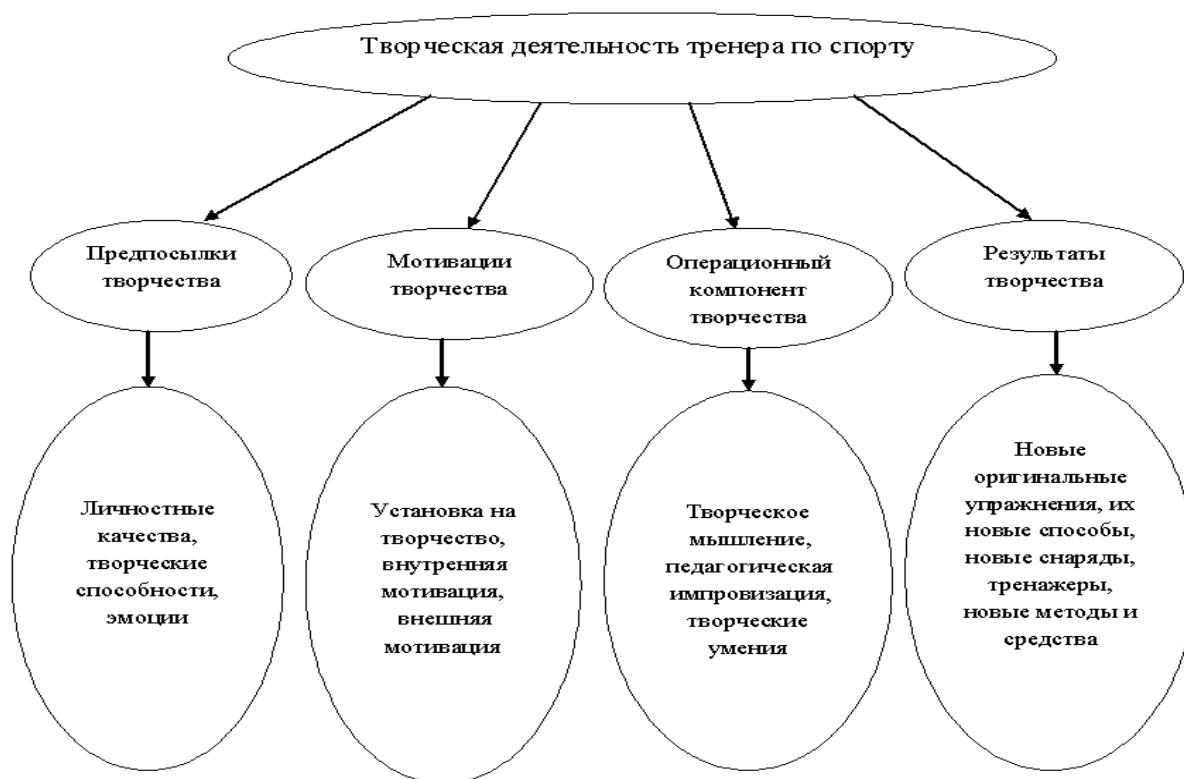 Творческая деятельность тренера по спорту
Предпосылки
творчества
Мотивации
творчества
Операционный
компонент
творчества
Результаты
творчества
Личностные
качества,
творческие
способности,
эмоции
Установка на
творчество,
внутренняя
мотивация,
внешняя
мотивация
Творческое
мышление,
педагогическая
импровизация,
творческие
умения
Новые
оригинальные
упражнения, их
новые способы,
новые снаряды,
тренажеры,
новые методы и
средства